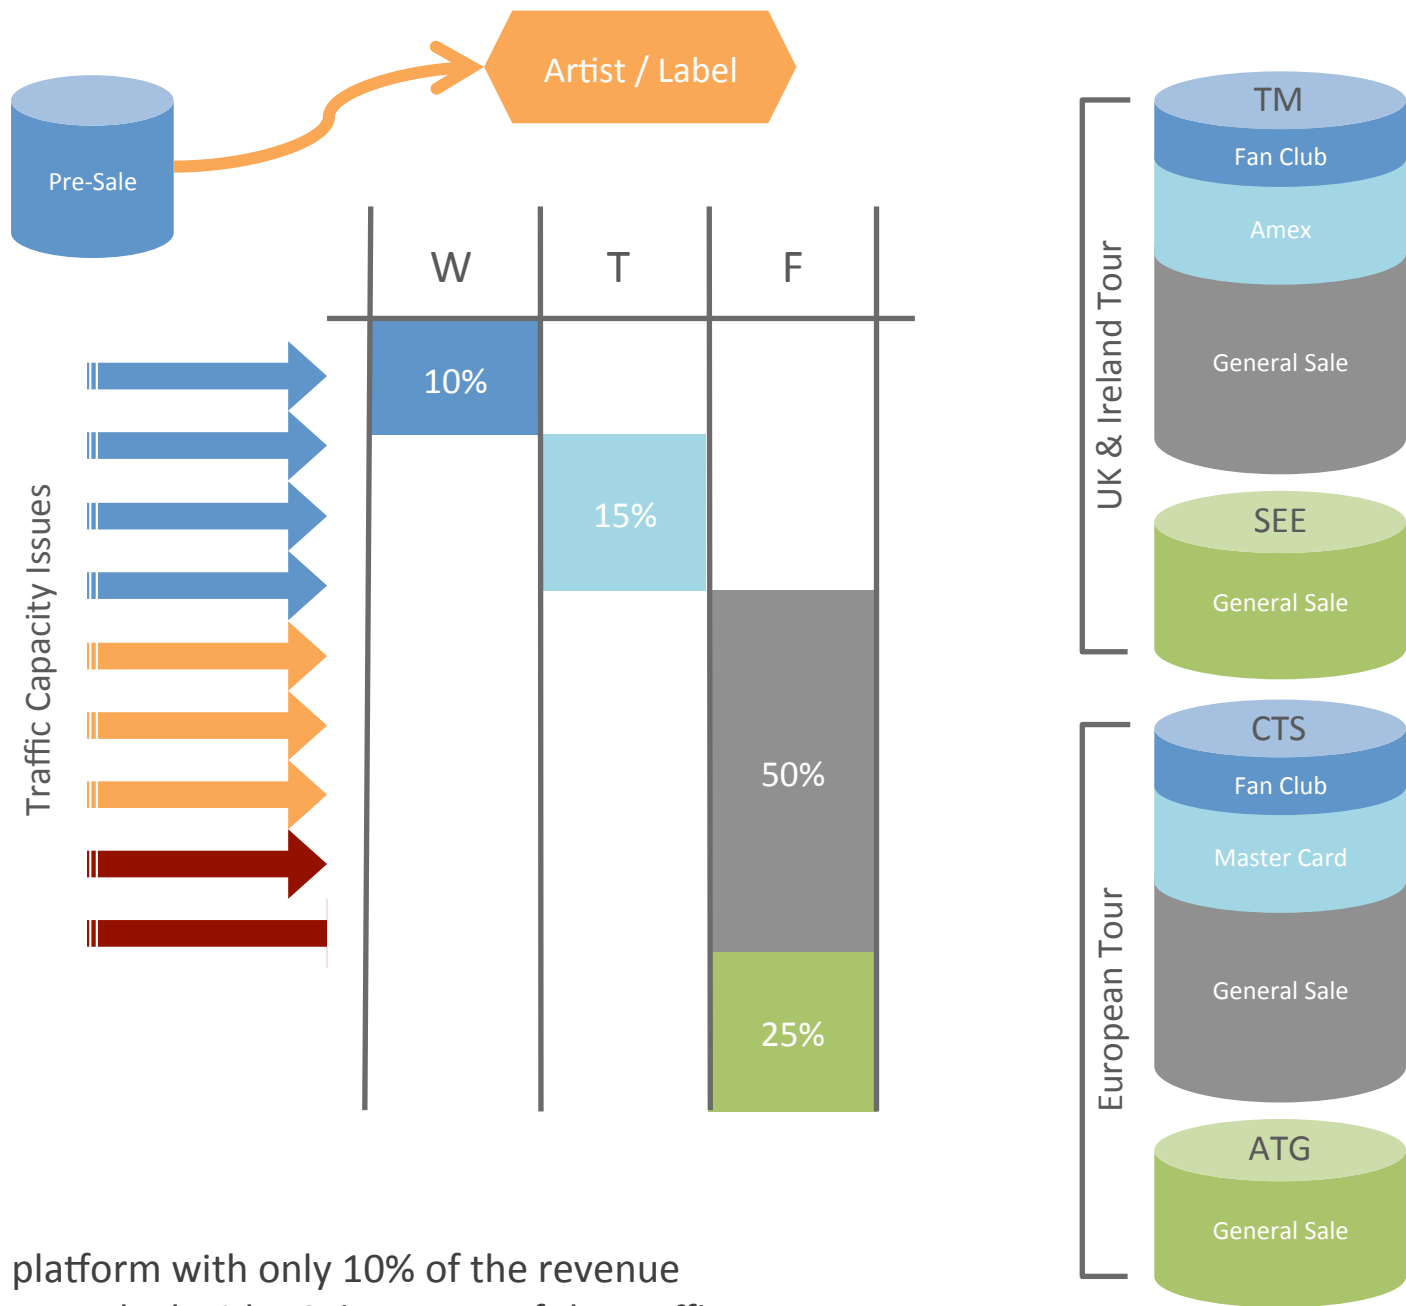 Artist / Label
Pre-Sale
W T F
10%
15%
50%
25%
Traffic Capacity Issues
UK & Ireland Tour
TM
Fan Club
Amex
General Sale
SEE
General Sale
European Tour
CTS
Fan Club
Master Card
General Sale
ATG
General Sale
platform with only 10% of the revenue